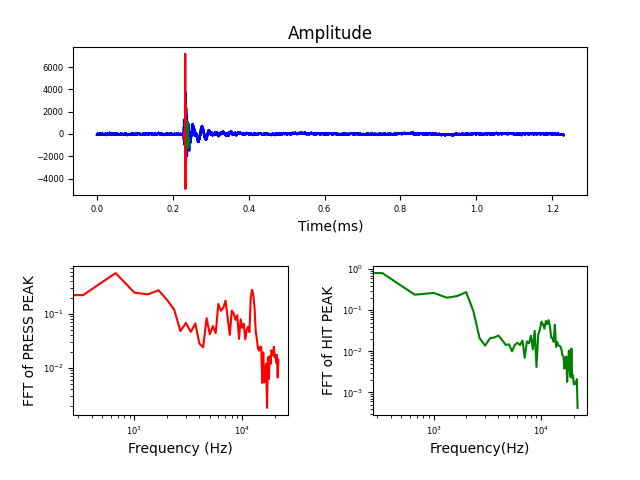 Amplitude
6000
4000
2000
0
−2000
−4000
0.0 0.2 0.4 0.6 0.8 1.0 1.2
Time(ms)
FFT of PRESS PEAK
10⁻¹
10⁻²
10³ 10⁴
Frequency (Hz)
FFT of HIT PEAK
10⁰
10⁻¹
10⁻²
10⁻³
10³ 10⁴
Frequency(Hz)